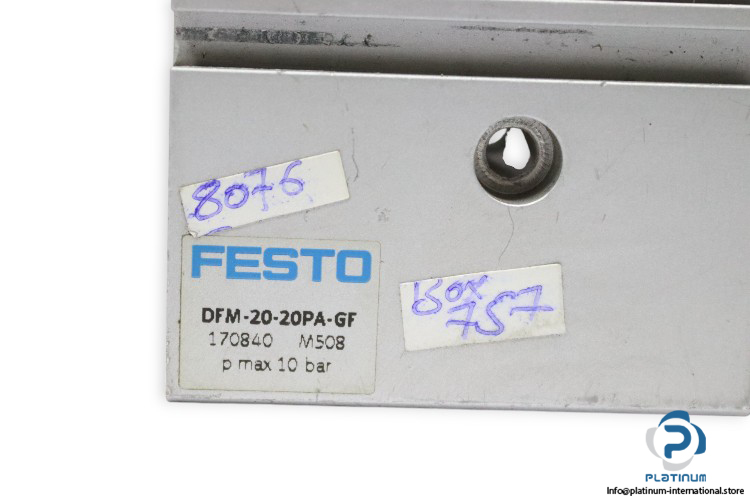 8076
FESTO
DFM-20-20PA-GF
170840 M508
p max 10 bar
Box
757
PLATINUM
Info@platinum-international.store